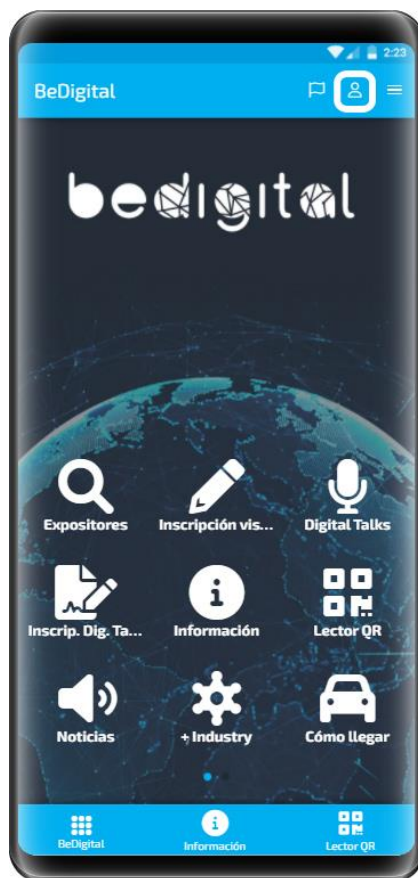 2:23
BeDigital
bedigital
Expositores Inscripción vis... Digital Talks
Inscrip. Dig. Ta... Información Lector QR
Noticias + Industry Cómo llegar
BeDigital Información Lector QR